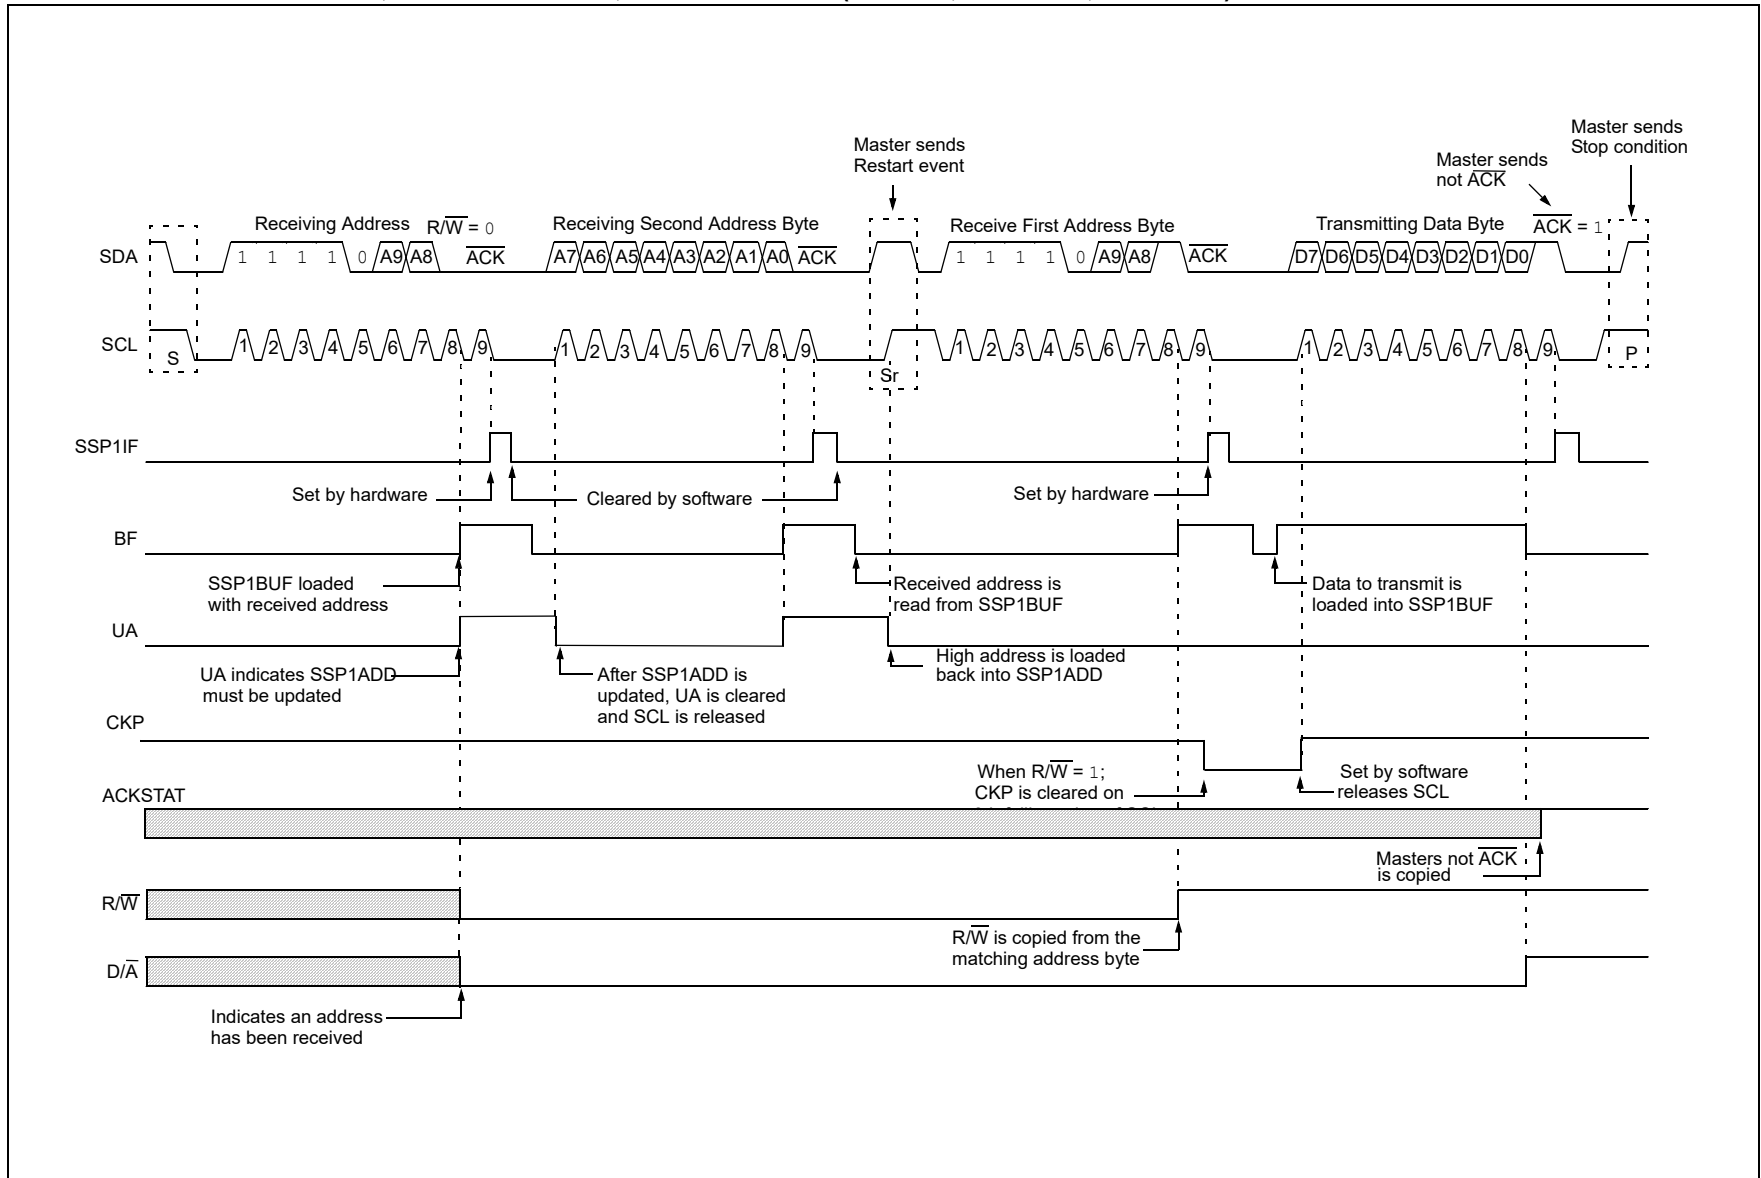 Master sends
Restart event
Master sends
not A̅C̅K̅
Master sends
Stop condition
Receiving Address R/W̅ = 0
Receiving Second Address Byte
Receive First Address Byte
Transmitting Data Byte
A̅C̅K̅ = 1
SDA 1 1 1 1 0 A9 A8 A̅C̅K̅ A7 A6 A5 A4 A3 A2 A1 A0 A̅C̅K̅ 1 1 1 1 0 A9 A8 A̅C̅K̅ D7 D6 D5 D4 D3 D2 D1 D0
SCL S 1 2 3 4 5 6 7 8 9 1 2 3 4 5 6 7 8 9 Sr 1 2 3 4 5 6 7 8 9 1 2 3 4 5 6 7 8 9 P
SSP1IF
Set by hardware
Cleared by software
Set by hardware
BF
SSP1BUF loaded
with received address
Received address is
read from SSP1BUF
Data to transmit is
loaded into SSP1BUF
UA
UA indicates SSP1ADD
must be updated
After SSP1ADD is
updated, UA is cleared
and SCL is released
High address is loaded
back into SSP1ADD
CKP
When R/W̅ = 1;
CKP is cleared on
Set by software
releases SCL
ACKSTAT
Masters not A̅C̅K̅
is copied
R/W̅
R/W̅ is copied from the
matching address byte
D/A̅
Indicates an address
has been received